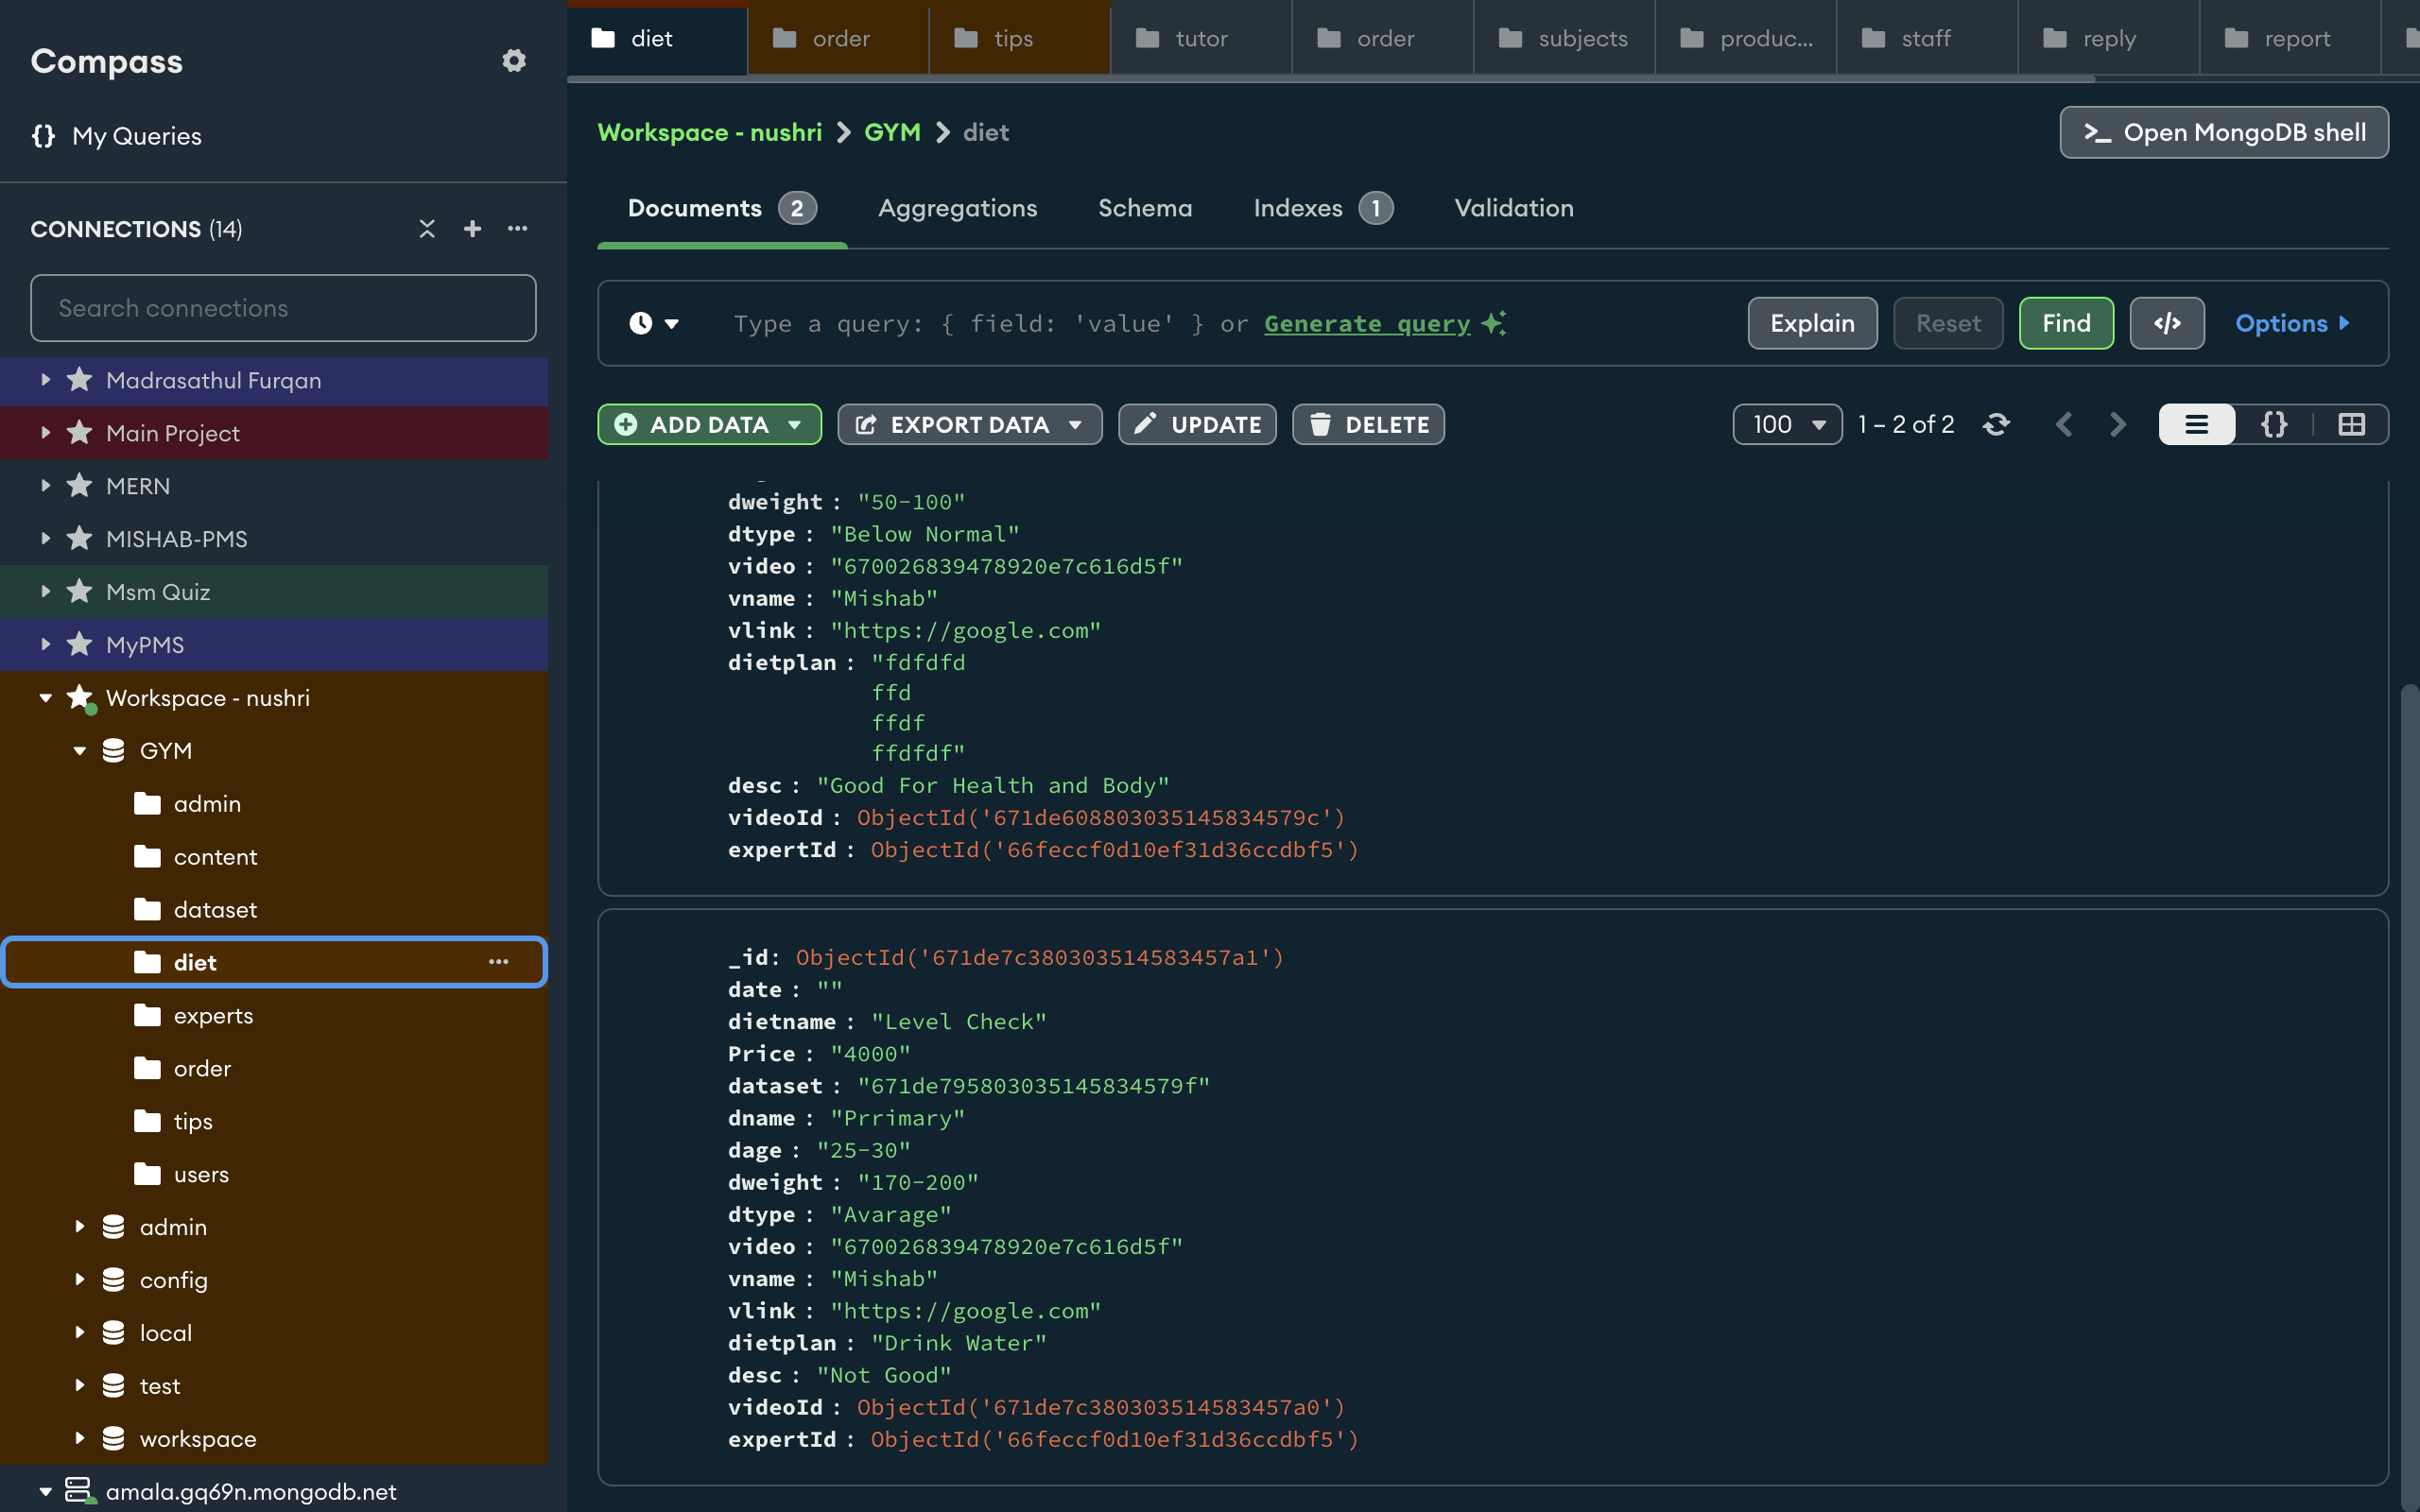 Compass
My Queries
CONNECTIONS (14)
Search connections
Madrasathul Furqan
Main Project
MERN
MISHAB-PMS
Msm Quiz
MyPMS
Workspace - nushri
GYM
admin
content
dataset
diet
experts
order
tips
users
admin
config
local
test
workspace
amala.gq69n.mongodb.net
diet
order
tips
tutor
order
subjects
produc...
staff
reply
report
Workspace - nushri > GYM > diet
>_ Open MongoDB shell
Documents 2
Aggregations
Schema
Indexes 1
Validation
Type a query: { field: 'value' } or Generate query
Explain
Reset
Find
</>
Options
ADD DATA
EXPORT DATA
UPDATE
DELETE
100
1 – 2 of 2
{}
dweight : "50-100"
dtype : "Below Normal"
video : "670026839478920e7c616d5f"
vname : "Mishab"
vlink : "https://google.com"
dietplan : "fdfdfd
ffd
ffdf
ffdfdf"
desc : "Good For Health and Body"
videoId : ObjectId('671de608803035145834579c')
expertId : ObjectId('66feccf0d10ef31d36ccdbf5')
_id: ObjectId('671de7c380303514583457a1')
date : ""
dietname : "Level Check"
Price : "4000"
dataset : "671de795803035145834579f"
dname : "Prrimary"
dage : "25-30"
dweight : "170-200"
dtype : "Avarage"
video : "670026839478920e7c616d5f"
vname : "Mishab"
vlink : "https://google.com"
dietplan : "Drink Water"
desc : "Not Good"
videoId : ObjectId('671de7c380303514583457a0')
expertId : ObjectId('66feccf0d10ef31d36ccdbf5')